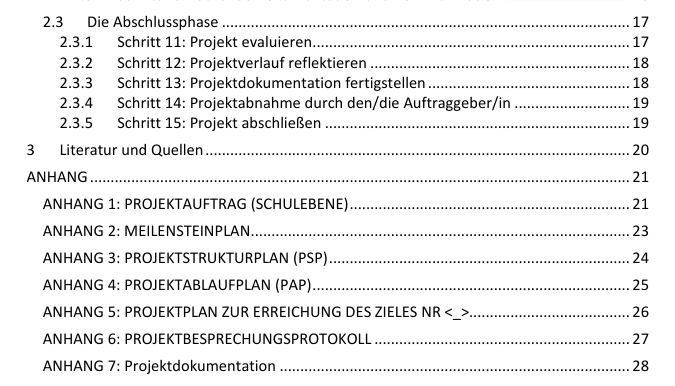 2.3 Die Abschlussphase ........ 17
2.3.1 Schritt 11: Projekt evaluieren........ 17
2.3.2 Schritt 12: Projektverlauf reflektieren ........ 18
2.3.3 Schritt 13: Projektdokumentation fertigstellen ........ 18
2.3.4 Schritt 14: Projektabnahme durch den/die Auftraggeber/in ........ 19
2.3.5 Schritt 15: Projekt abschließen ........ 19
3 Literatur und Quellen........ 20
ANHANG........ 21
ANHANG 1: PROJEKTAUFTRAG (SCHULEBENE)........ 21
ANHANG 2: MEILENSTEINPLAN........ 23
ANHANG 3: PROJEKTSTRUKTURPLAN (PSP)........ 24
ANHANG 4: PROJEKTABLAUFPLAN (PAP)........ 25
ANHANG 5: PROJEKTPLAN ZUR ERREICHUNG DES ZIELES NR <_>........ 26
ANHANG 6: PROJEKTBESPRECHUNGSPROTOKOLL ........ 27
ANHANG 7: Projektdokumentation ........ 28